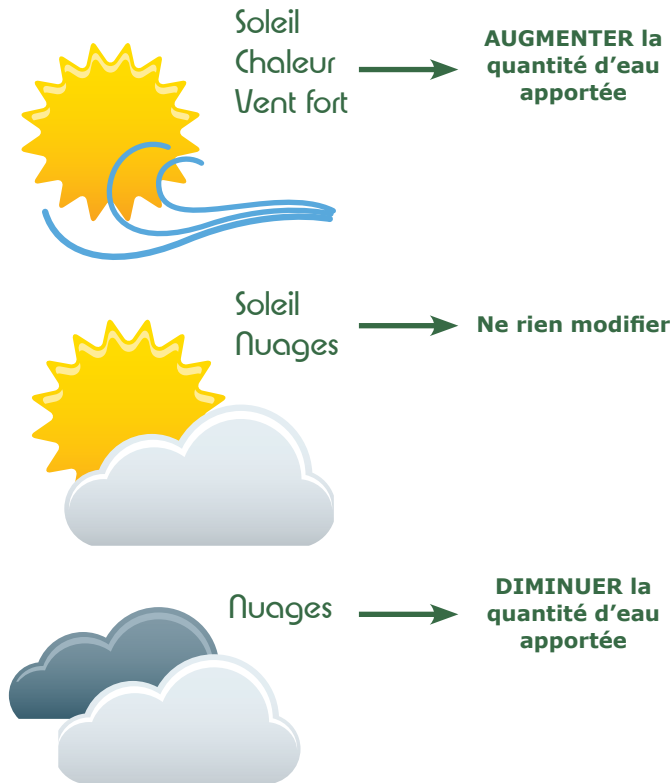 Soleil
Chaleur
Vent fort
AUGMENTER la
quantité d’eau
apportée
Soleil
Nuages
Ne rien modifier
Nuages
DIMINUER la
quantité d’eau
apportée